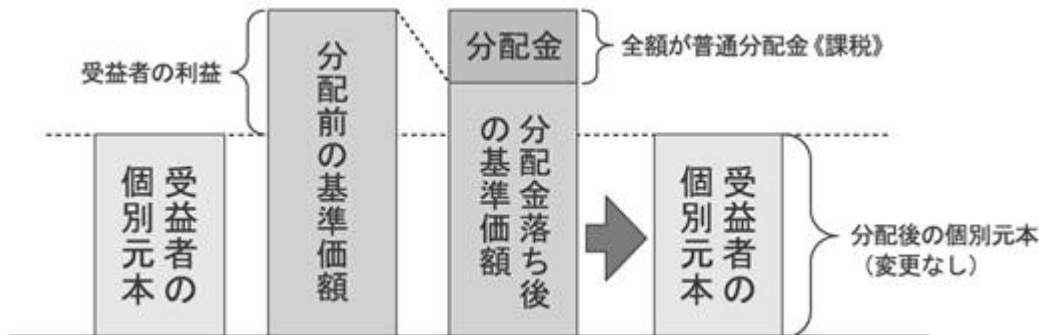 受益者の利益
受益者の
個別元本
分配前の基準価額
分配金
全額が普通分配金《課税》
分配金落ち後
の基準価額
受益者の
個別元本
分配後の個別元本
（変更なし）